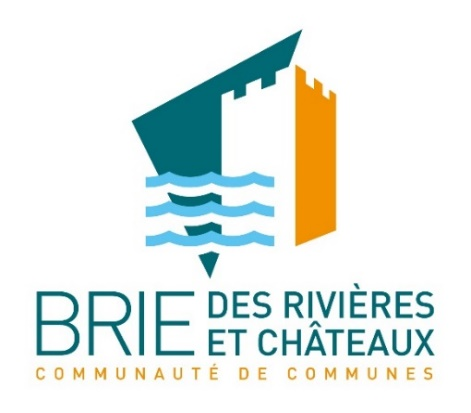 BRIE DES RIVIÈRES
ET CHÂTEAUX
COMMUNAUTÉ DE COMMUNES